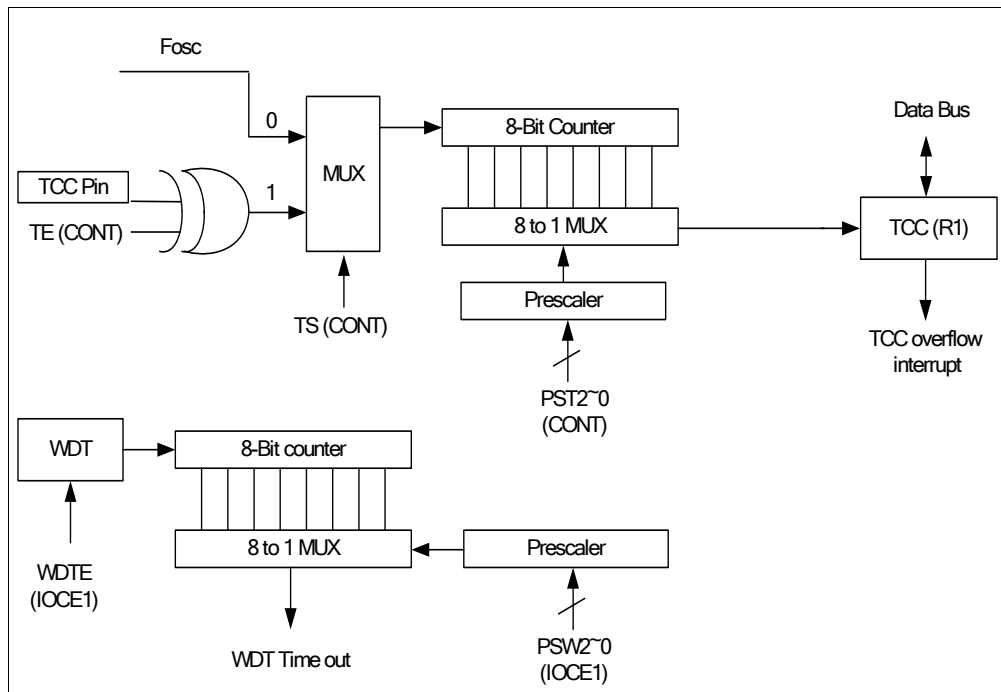 Fosc
0
MUX
8-Bit Counter
Data Bus
TCC Pin
1
TE (CONT)
8 to 1 MUX
TCC (R1)
Prescaler
TS (CONT)
TCC overflow
interrupt
PST2~0
(CONT)
WDT
8-Bit counter
8 to 1 MUX
Prescaler
WDTE
(IOCE1)
WDT Time out
PSW2~0
(IOCE1)